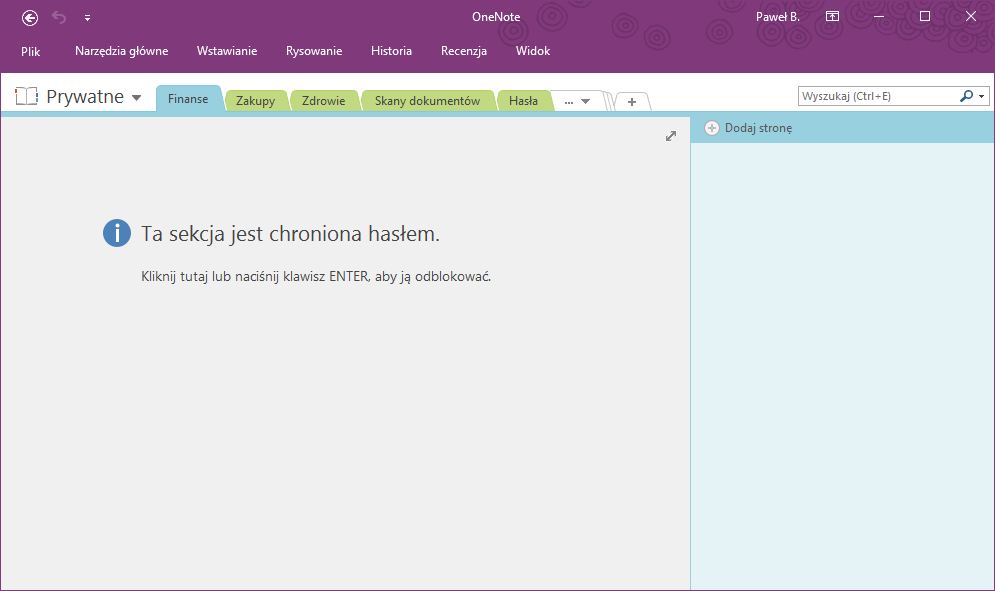 OneNote
Paweł B.
Plik Narzędzia główne Wstawianie Rysowanie Historia Recenzja Widok
Prywatne Finanse Zakupy Zdrowie Skany dokumentów Hasła ... + Wyszukaj (Ctrl+E)
Dodaj stronę
Ta sekcja jest chroniona hasłem.
Kliknij tutaj lub naciśnij klawisz ENTER, aby ją odblokować.